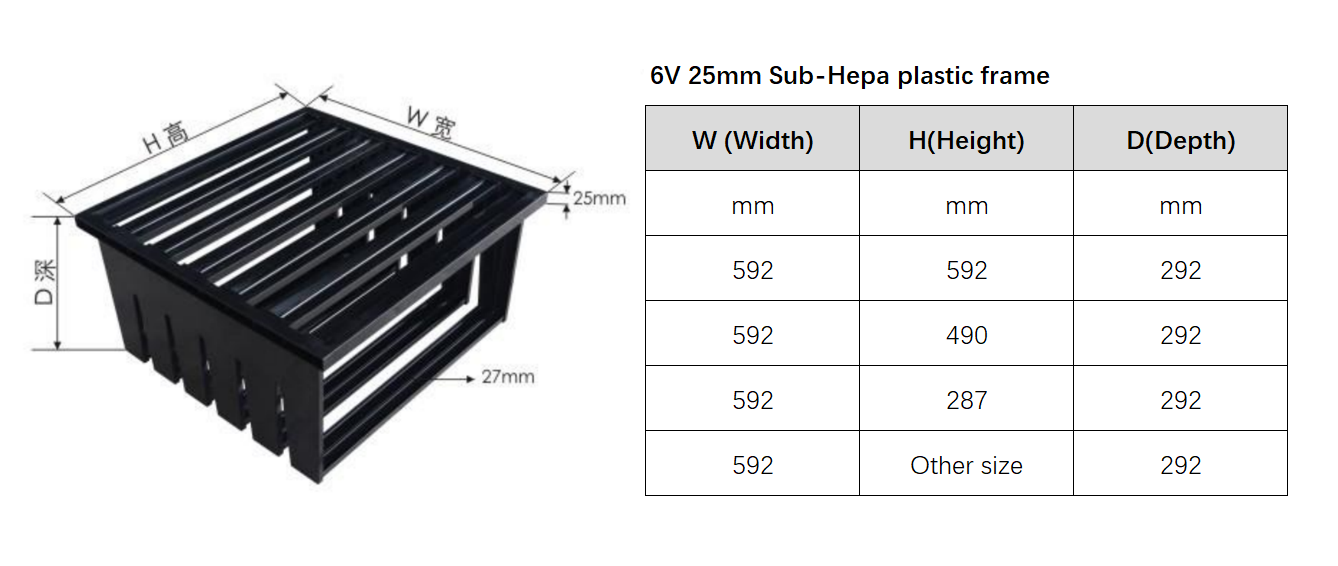 H 高
W 宽
25mm
D 深
27mm
6V 25mm Sub-Hepa plastic frame
W (Width) H(Height) D(Depth)
mm mm mm
592 592 292
592 490 292
592 287 292
592 Other size 292